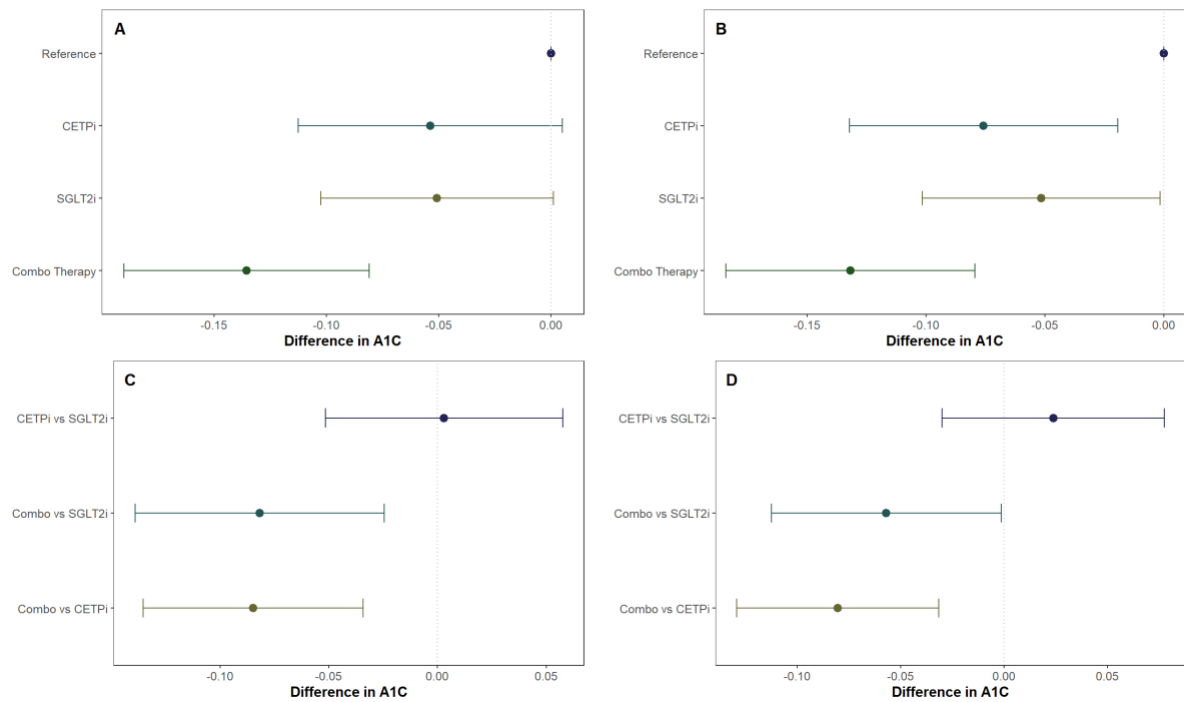 A
Reference
CETPi
SGLT2i
Combo Therapy
-0.15 -0.10 -0.05 0.00
Difference in A1C
B
Reference
CETPi
SGLT2i
Combo Therapy
-0.15 -0.10 -0.05 0.00
Difference in A1C
C
CETPi vs SGLT2i
Combo vs SGLT2i
Combo vs CETPi
-0.10 -0.05 0.00 0.05
Difference in A1C
D
CETPi vs SGLT2i
Combo vs SGLT2i
Combo vs CETPi
-0.10 -0.05 0.00 0.05
Difference in A1C